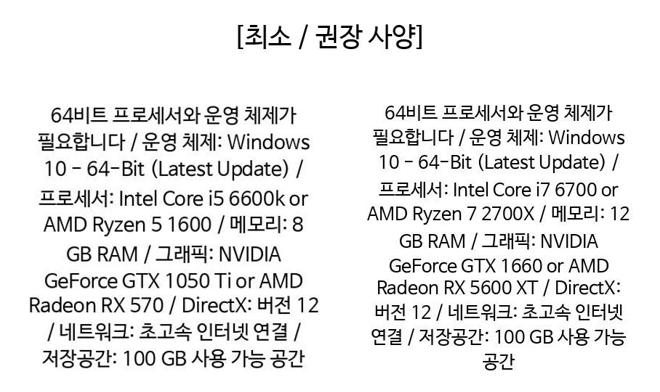 [최소 / 권장 사양]
64비트 프로세서와 운영 체제가
필요합니다 / 운영 체제: Windows
10 - 64-Bit (Latest Update) /
프로세서: Intel Core i5 6600k or
AMD Ryzen 5 1600 / 메모리: 8
GB RAM / 그래픽: NVIDIA
GeForce GTX 1050 Ti or AMD
Radeon RX 570 / DirectX: 버전 12
/ 네트워크: 초고속 인터넷 연결 /
저장공간: 100 GB 사용 가능 공간
64비트 프로세서와 운영 체제가
필요합니다 / 운영 체제: Windows
10 - 64-Bit (Latest Update) /
프로세서: Intel Core i7 6700 or
AMD Ryzen 7 2700X / 메모리: 12
GB RAM / 그래픽: NVIDIA
GeForce GTX 1660 or AMD
Radeon RX 5600 XT / DirectX:
버전 12 / 네트워크: 초고속 인터넷
연결 / 저장공간: 100 GB 사용 가능
공간